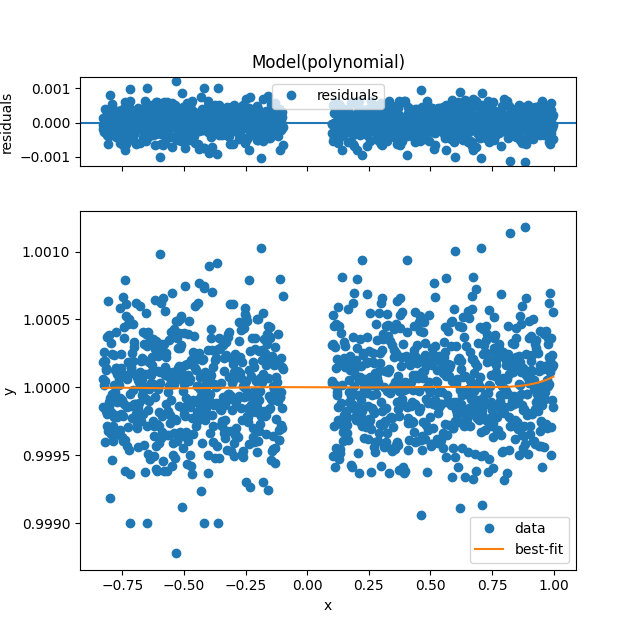 Model(polynomial)
0.001
0.000
−0.001
residuals
residuals
1.0010
1.0005
1.0000
0.9995
0.9990
y
data
best-fit
−0.75
−0.50
−0.25
0.00
0.25
0.50
0.75
1.00
x